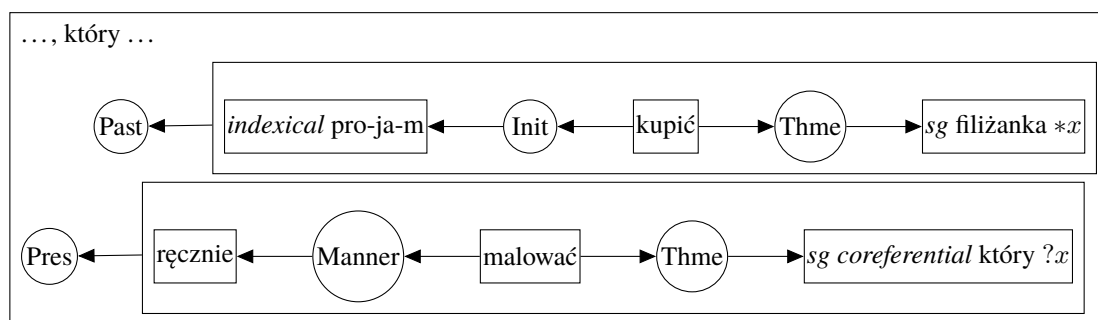 …, który …
Past indexical pro-ja-m Init kupić Thme sg filiżanka ∗x
Pres ręcznie Manner malować Thme sg coreferential który ?x